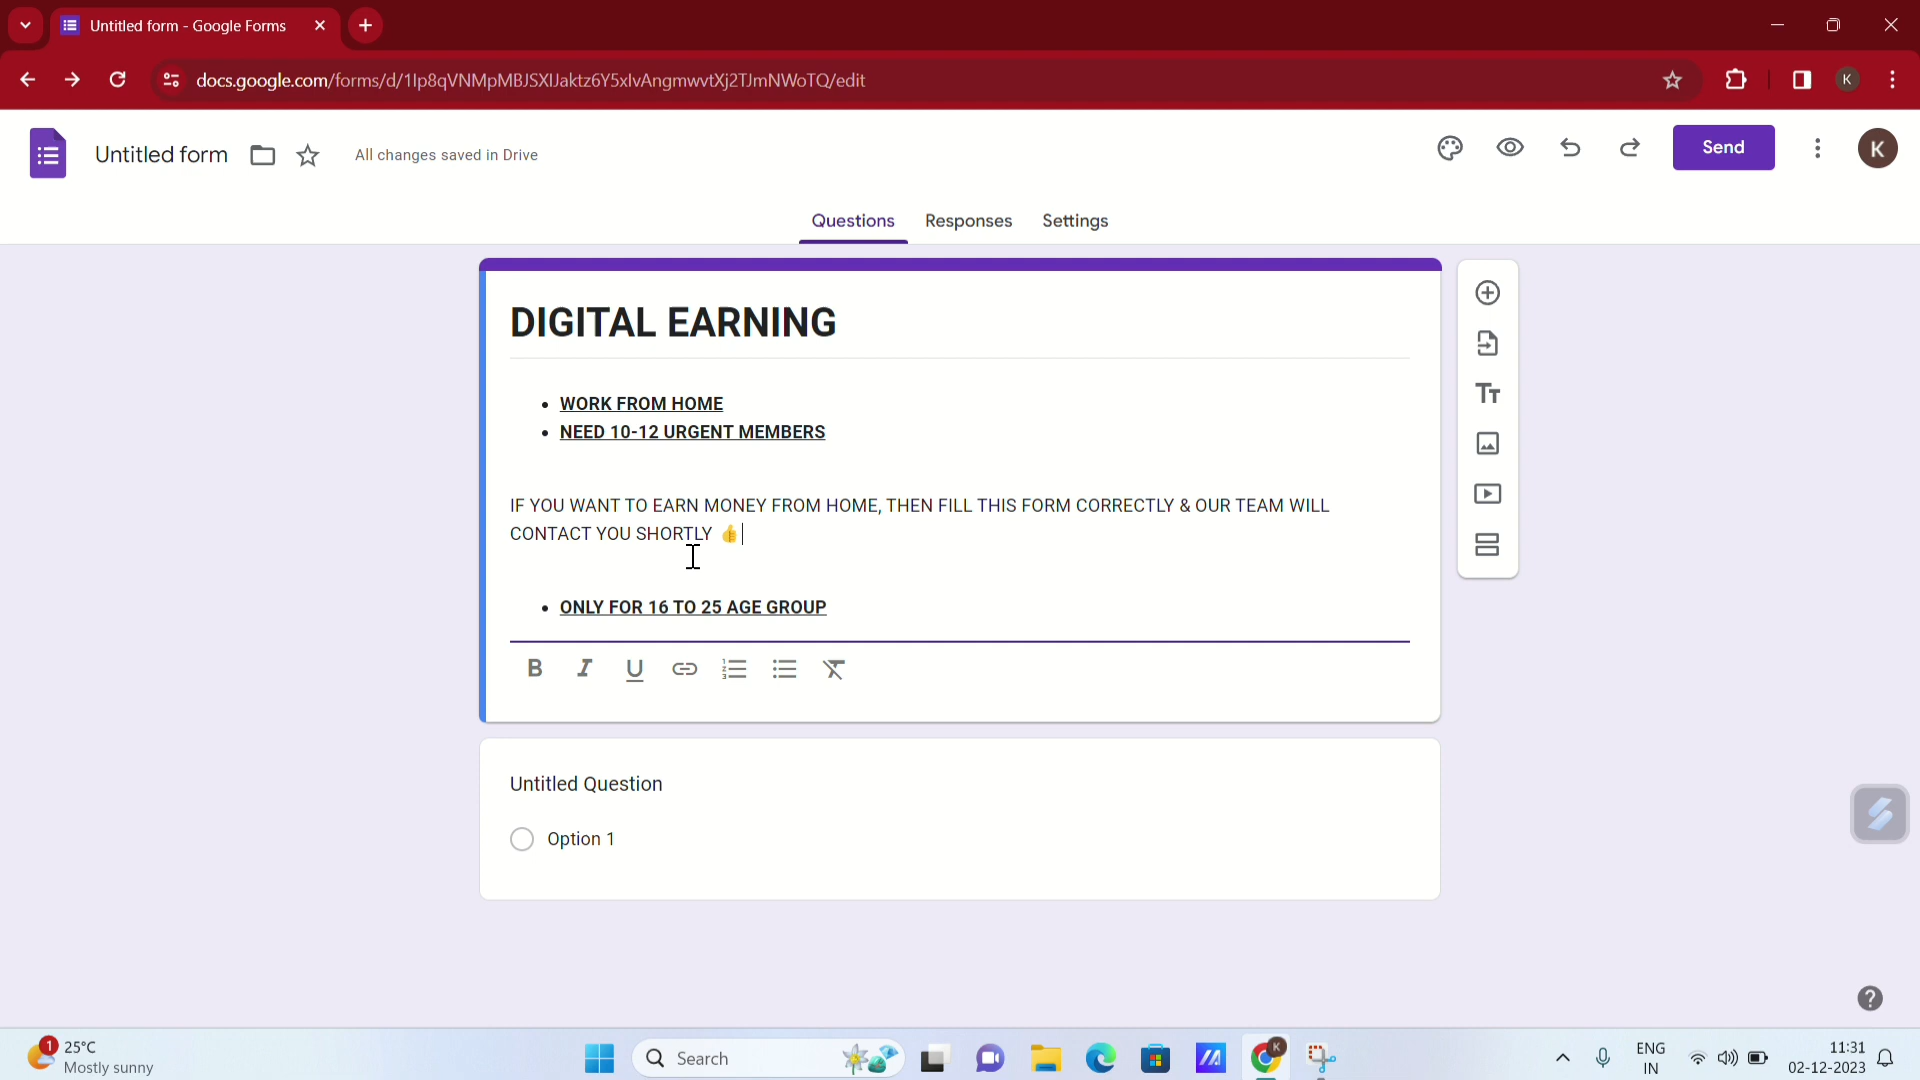 Untitled form - Google Forms
docs.google.com/forms/d/1Ip8qVNMpMBJSXIJaktz6Y5xIvAngmwvtXj2TJmNWoTQ/edit
K
Untitled form
All changes saved in Drive
Send
K
Questions
Responses
Settings
DIGITAL EARNING
• WORK FROM HOME
• NEED 10-12 URGENT MEMBERS
IF YOU WANT TO EARN MONEY FROM HOME, THEN FILL THIS FORM CORRECTLY & OUR TEAM WILL
CONTACT YOU SHORTLY 👍
• ONLY FOR 16 TO 25 AGE GROUP
Untitled Question
Option 1
1
25°C
Mostly sunny
Search
K
ENG
IN
11:31
02-12-2023